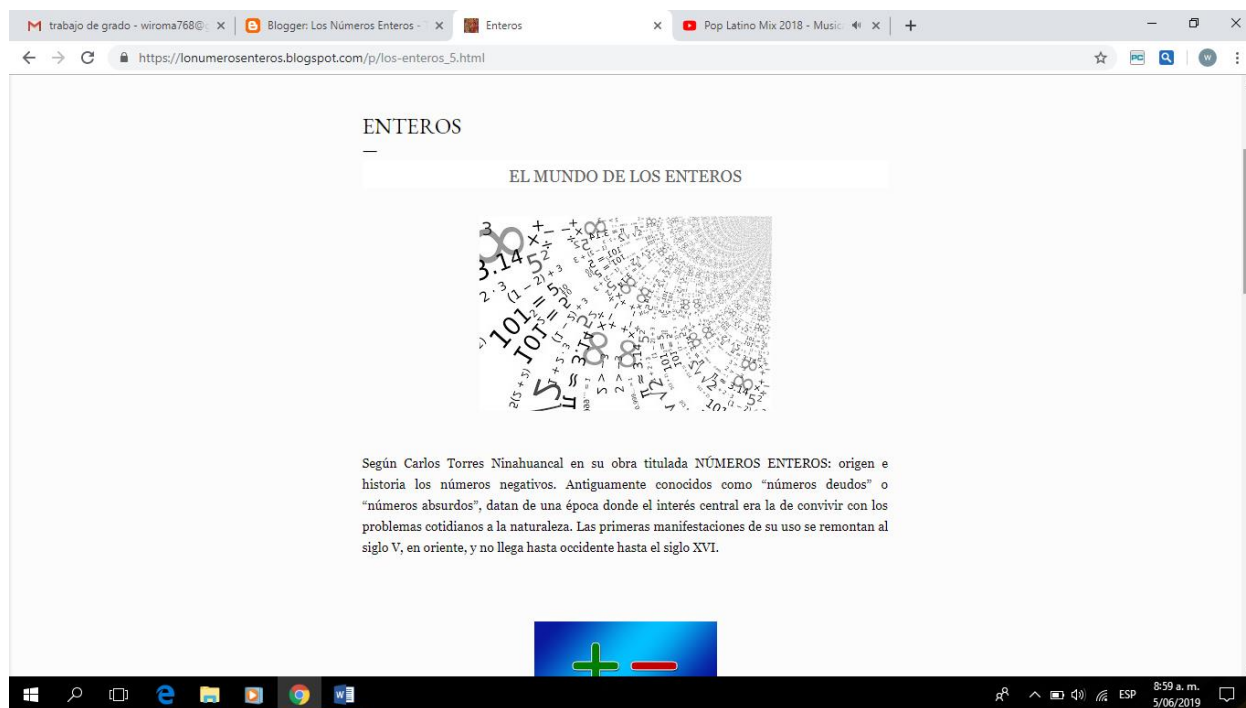 trabajo de grado - wiroma768@g
Blogger: Los Números Enteros - T
Enteros
Pop Latino Mix 2018 - Music
https://lonumerosenteros.blogspot.com/p/los-enteros_5.html
PC
W
ENTEROS
EL MUNDO DE LOS ENTEROS
Según Carlos Torres Ninahuancal en su obra titulada NÚMEROS ENTEROS: origen e
historia los números negativos. Antiguamente conocidos como “números deudos” o
“números absurdos”, datan de una época donde el interés central era la de convivir con los
problemas cotidianos a la naturaleza. Las primeras manifestaciones de su uso se remontan al
siglo V, en oriente, y no llega hasta occidente hasta el siglo XVI.
ESP
8:59 a. m.
5/06/2019